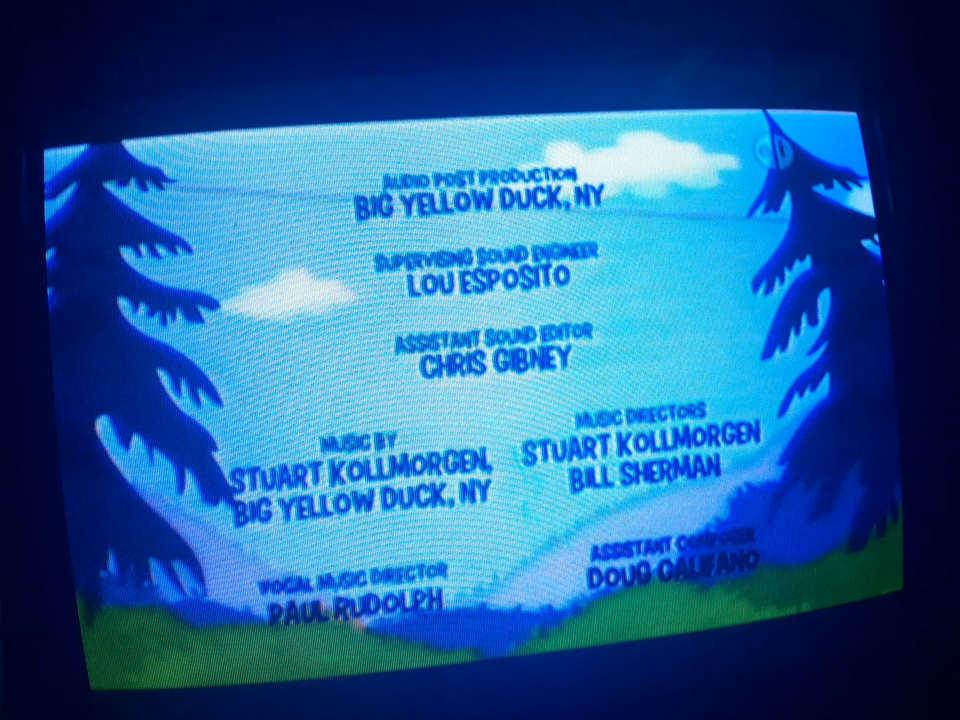 AUDIO POST PRODUCTION
BIG YELLOW DUCK, NY
SUPERVISING SOUND ENGINEER
LOU ESPOSITO
ASSISTANT SOUND EDITOR
CHRIS GIBNEY
MUSIC BY
STUART KOLLMORGEN,
BIG YELLOW DUCK, NY
MUSIC DIRECTORS
STUART KOLLMORGEN
BILL SHERMAN
VOCAL MUSIC DIRECTOR
PAUL RUDOLPH
ASSISTANT COMPOSER
DOUG CALIFANO